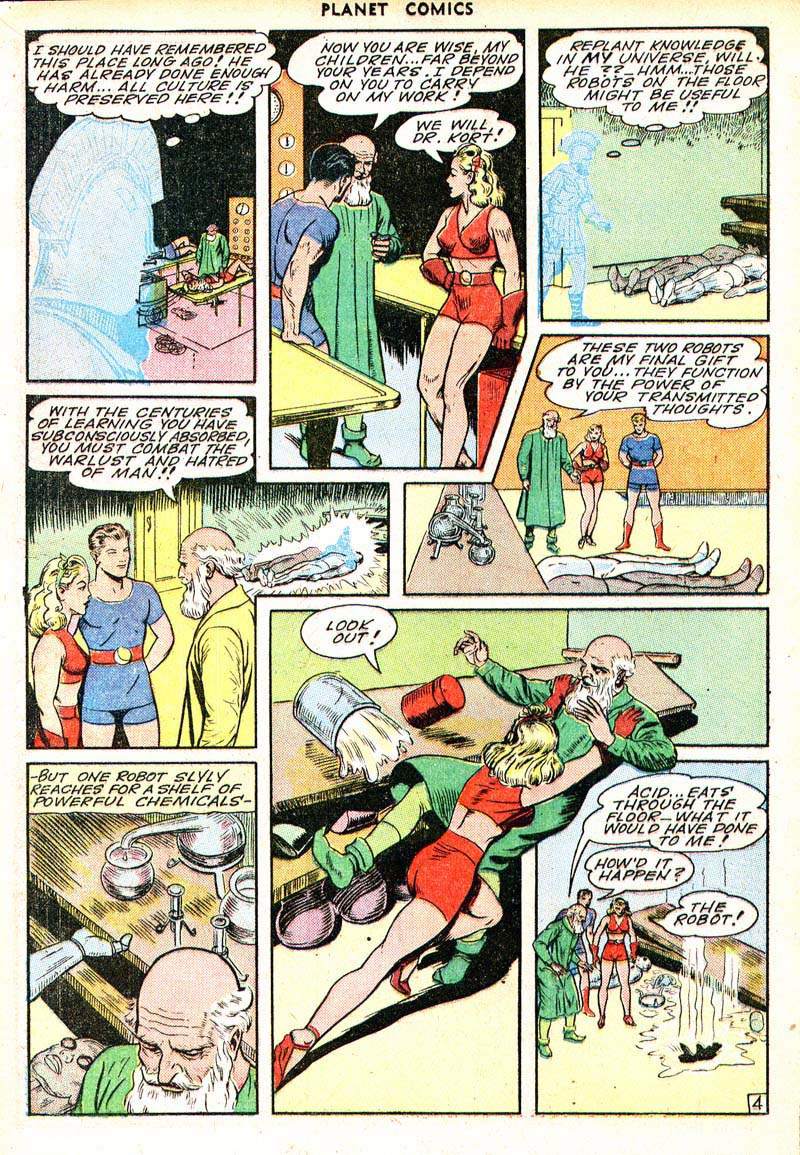 PLANET COMICS
I SHOULD HAVE REMEMBERED
THIS PLACE LONG AGO! HE
HAS ALREADY DONE ENOUGH
HARM... ALL CULTURE IS
PRESERVED HERE!!
NOW YOU ARE WISE, MY
CHILDREN...FAR BEYOND
YOUR YEARS. I DEPEND
ON YOU TO CARRY
ON MY WORK!
WE WILL,
DR. KORT!
REPLANT KNOWLEDGE
IN MY UNIVERSE, WILL
HE ?? -- HMM...THOSE
ROBOTS ON THE FLOOR
MIGHT BE USEFUL
TO ME!!
WITH THE CENTURIES
OF LEARNING YOU HAVE
SUBCONSCIOUSLY ABSORBED,
YOU MUST COMBAT THE
WARLUST AND HATRED
OF MAN!!
THESE TWO ROBOTS
ARE MY FINAL GIFT
TO YOU... THEY FUNCTION
BY THE POWER OF
YOUR TRANSMITTED
THOUGHTS.
-BUT ONE ROBOT SLYLY
REACHES FOR A SHELF OF
POWERFUL CHEMICALS-
LOOK
OUT!
ACID... EATS
THROUGH THE
FLOOR-WHAT IT
WOULD HAVE DONE
TO ME!
HOW'D IT
HAPPEN?
THE
ROBOT!
4